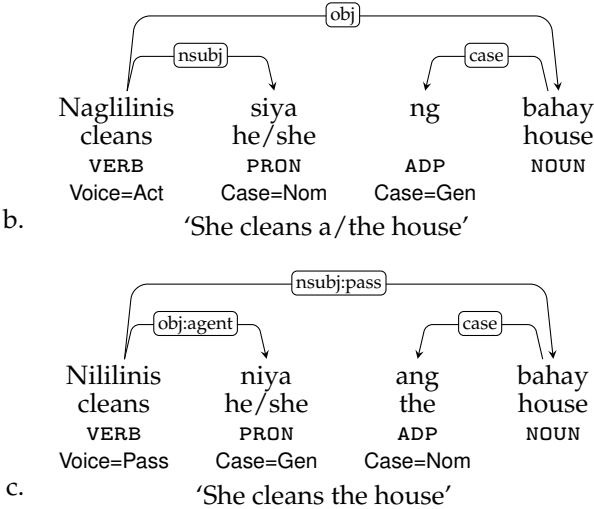 obj
nsubj case
Naglilinis siya ng bahay
cleans he/she house
VERB PRON ADP NOUN
Voice=Act Case=Nom Case=Gen
b. ‘She cleans a/the house’
nsubj:pass
obj:agent case
Nililinis niya ang bahay
cleans he/she the house
VERB PRON ADP NOUN
Voice=Pass Case=Gen Case=Nom
c. ‘She cleans the house’